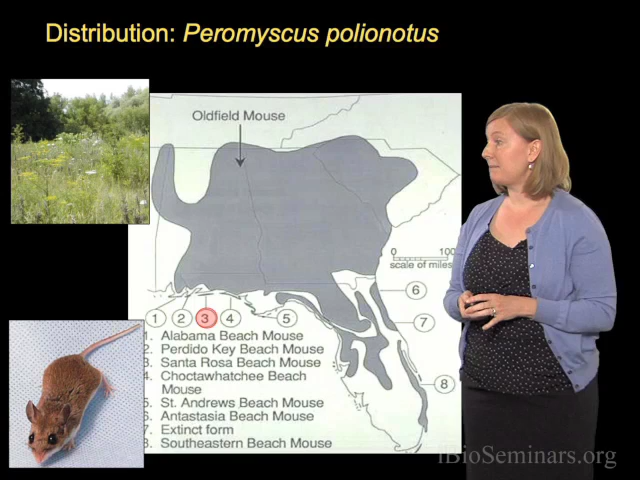 Distribution: Peromyscus polionotus
Oldfield Mouse
0 100
scale of miles
6
7
8
1 2 3 4 5
1. Alabama Beach Mouse
2. Perdido Key Beach Mouse
3. Santa Rosa Beach Mouse
4. Choctawhatchee Beach
Mouse
5. St. Andrews Beach Mouse
6. Antastasia Beach Mouse
7. Extinct form
8. Southeastern Beach Mouse
iBioSeminars.org